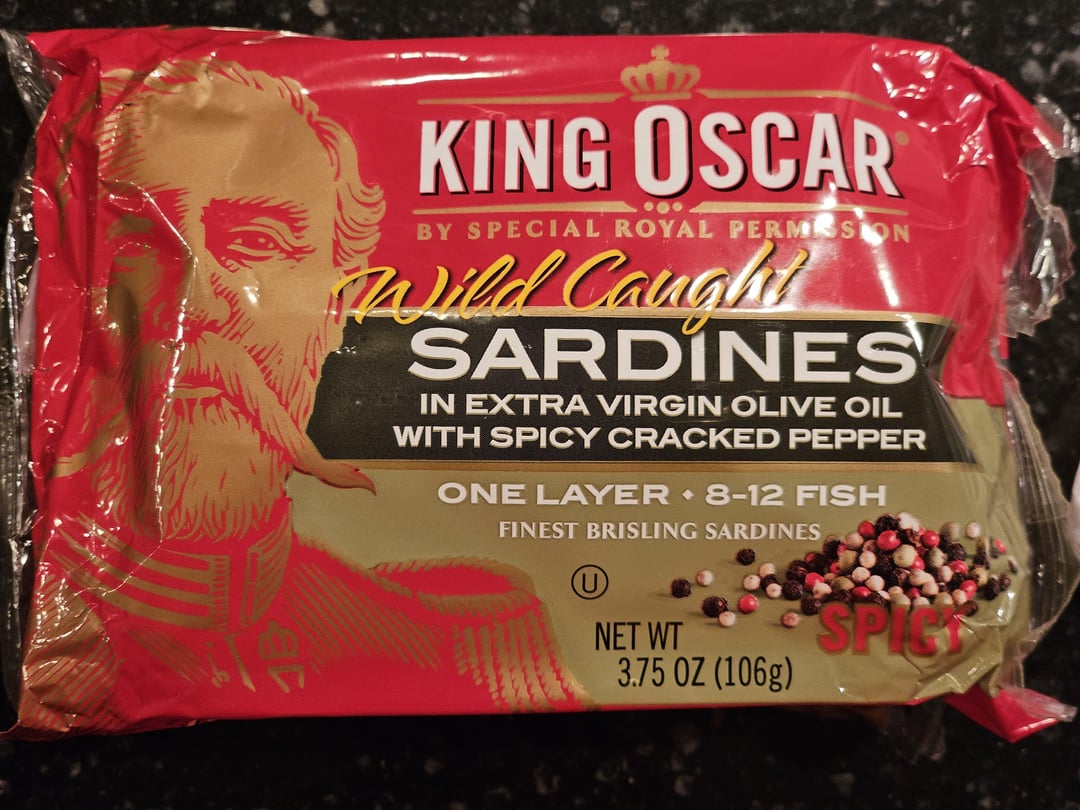 KING OSCAR®
BY SPECIAL ROYAL PERMISSION
Wild Caught
SARDINES
IN EXTRA VIRGIN OLIVE OIL
WITH SPICY CRACKED PEPPER
ONE LAYER • 8-12 FISH
FINEST BRISLING SARDINES
U
SPICY
NET WT
3.75 OZ (106g)